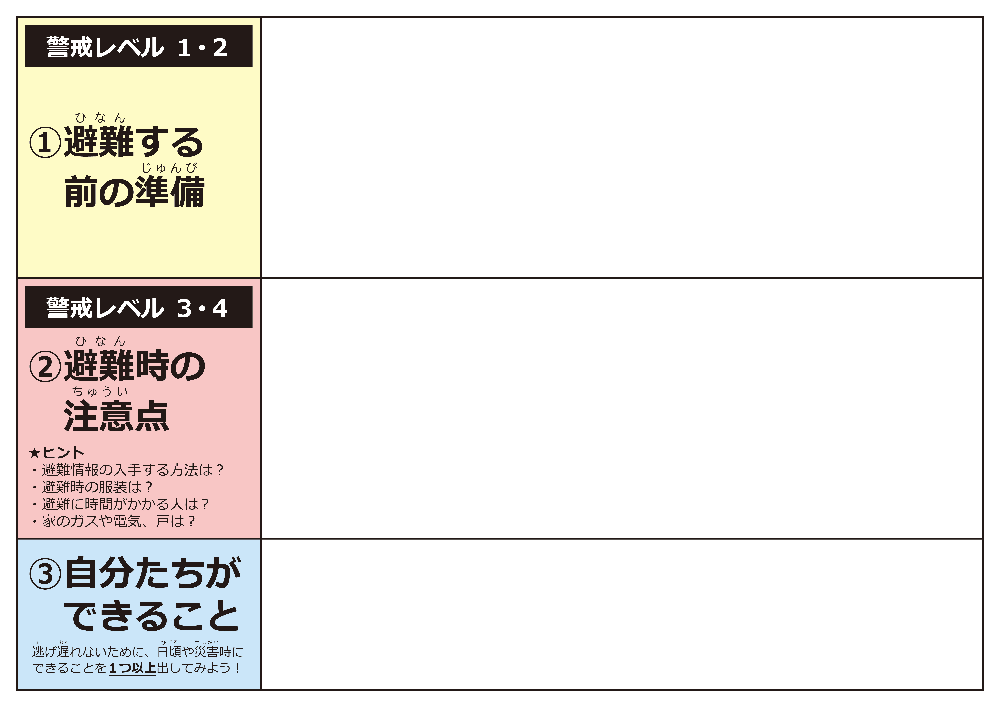 警戒レベル 1・2
ひなん
①避難する
じゅんび
前の準備
警戒レベル 3・4
ひなん
②避難時の
ちゅうい
注意点
★ヒント
・避難情報の入手する方法は？
・避難時の服装は？
・避難に時間がかかる人は？
・家のガスや電気、戸は？
③自分たちが
できること
に おく ひごろ さいがい
逃げ遅れないために、日頃や災害時に
できることを1つ以上出してみよう！